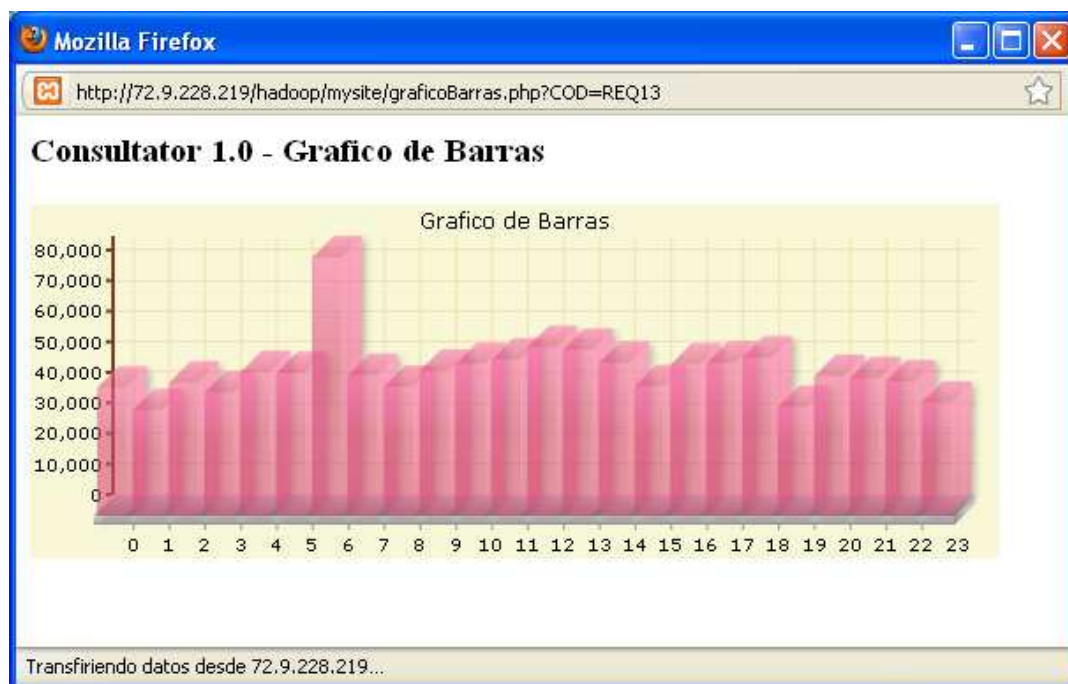 Mozilla Firefox
http://72.9.228.219/hadoop/mysite/graficoBarras.php?COD=REQ13
Consultator 1.0 - Grafico de Barras
Grafico de Barras
80,000
70,000
60,000
50,000
40,000
30,000
20,000
10,000
0
0 1 2 3 4 5 6 7 8 9 10 11 12 13 14 15 16 17 18 19 20 21 22 23
Transfiriendo datos desde 72.9.228.219...